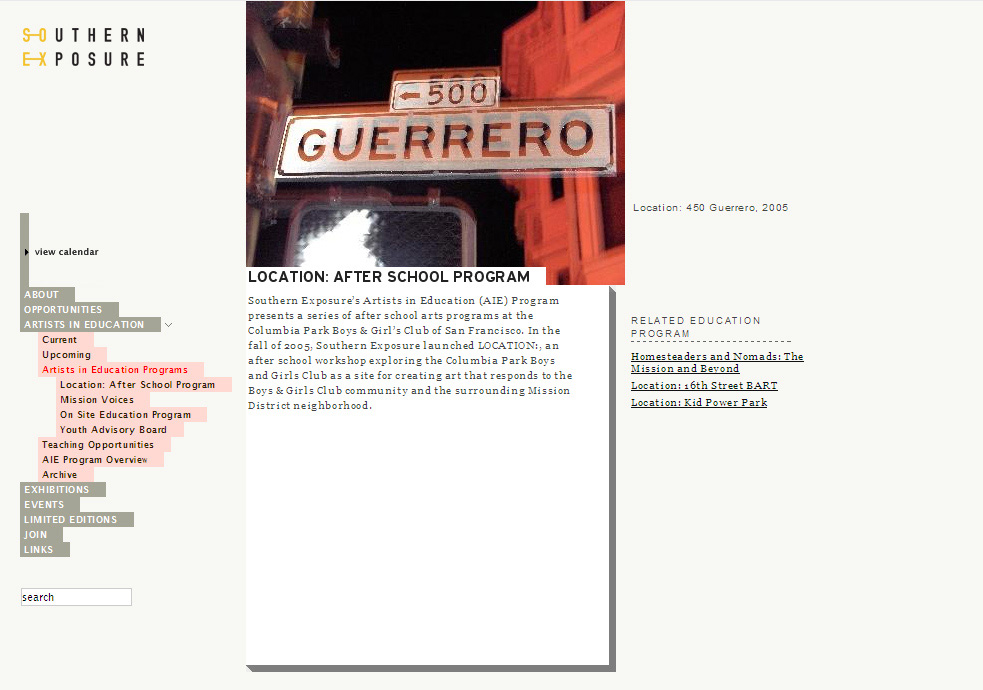 SOUTHERN
EXPOSURE
500
GUERRERO
Location: 450 Guerrero, 2005
view calendar
LOCATION: AFTER SCHOOL PROGRAM
Southern Exposure's Artists in Education (AIE) Program
presents a series of after school arts programs at the
Columbia Park Boys & Girl's Club of San Francisco. In the
fall of 2005, Southern Exposure launched LOCATION:, an
after school workshop exploring the Columbia Park Boys
and Girls Club as a site for creating art that responds to the
Boys & Girls Club community and the surrounding Mission
District neighborhood.
ABOUT
OPPORTUNITIES
ARTISTS IN EDUCATION
Current
Upcoming
Artists in Education Programs
Location: After School Program
Mission Voices
On Site Education Program
Youth Advisory Board
Teaching Opportunities
AIE Program Overview
Archive
EXHIBITIONS
EVENTS
LIMITED EDITIONS
JOIN
LINKS
search
RELATED EDUCATION
PROGRAM
Homesteaders and Nomads: The
Mission and Beyond
Location: 16th Street BART
Location: Kid Power Park